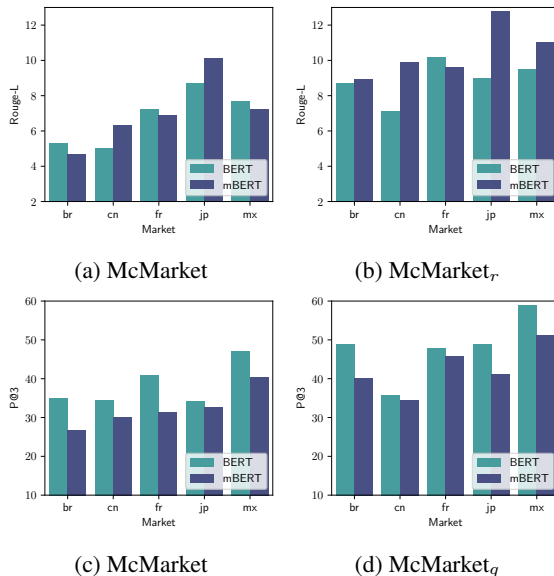 12
10
8
6
4
2
Rouge-L
br cn fr jp mx
Market
BERT
mBERT
(a) McMarket
12
10
8
6
4
2
Rouge-L
br cn fr jp mx
Market
BERT
mBERT
(b) McMarketr
60
50
40
30
20
10
P@3
br cn fr jp mx
Market
BERT
mBERT
(c) McMarket
60
50
40
30
20
10
P@3
br cn fr jp mx
Market
BERT
mBERT
(d) McMarketq